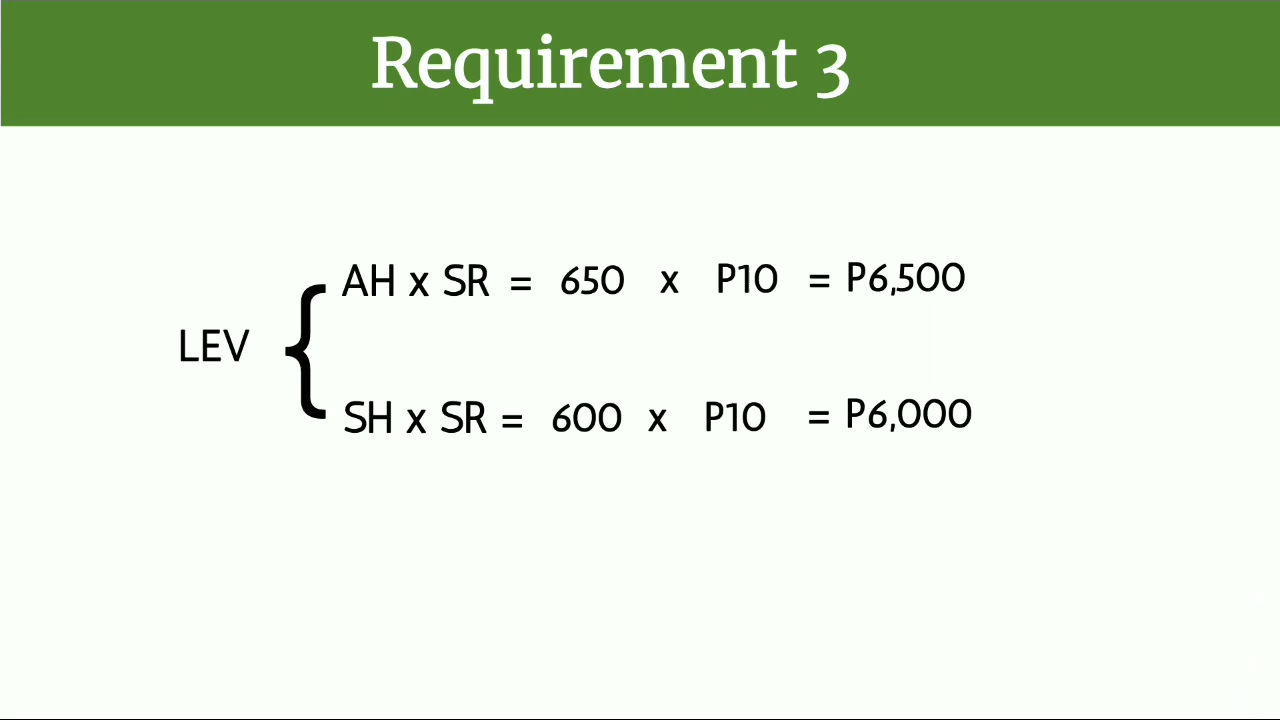 Requirement 3
AH x SR = 650 x P10 = P6,500
LEV {
SH x SR = 600 x P10 = P6,000